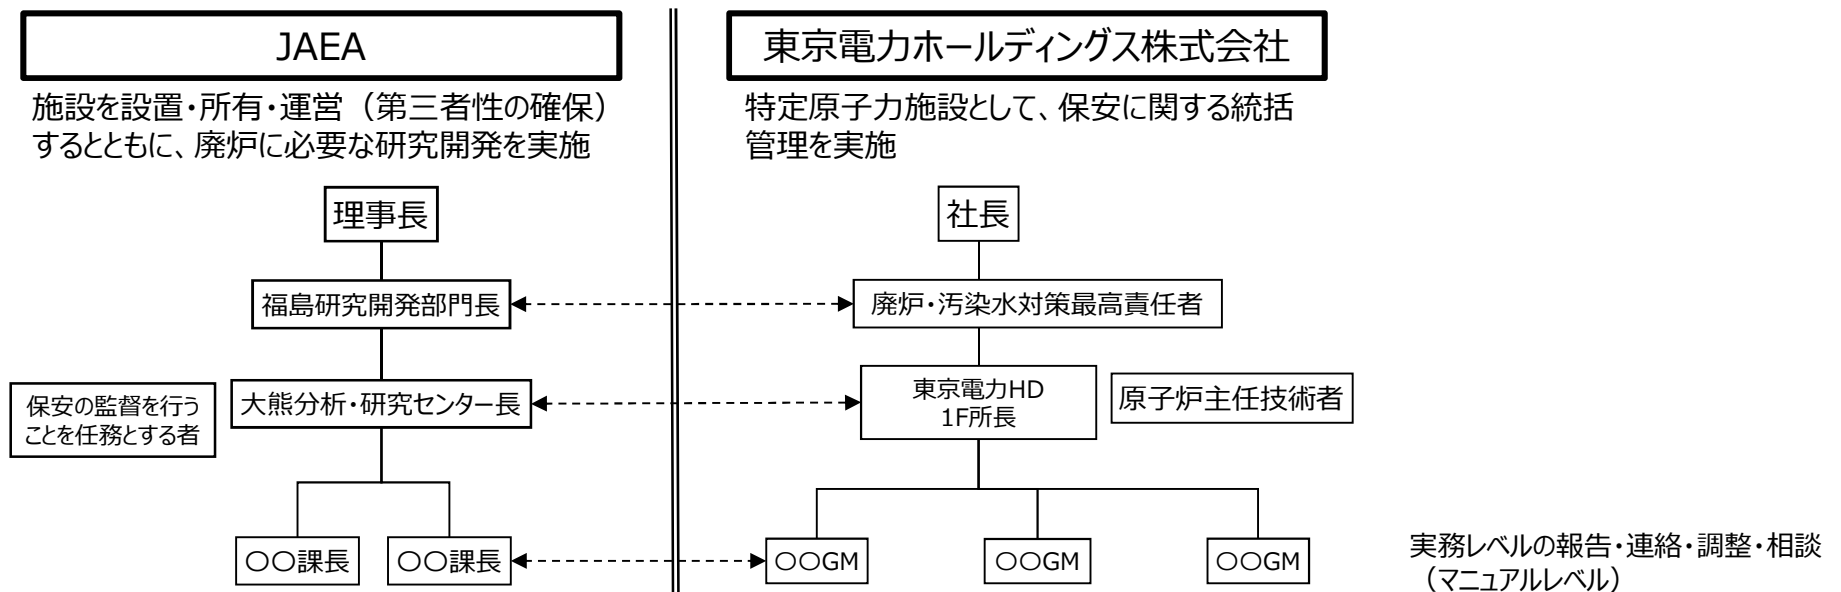 JAEA
東京電力ホールディングス株式会社
施設を設置・所有・運営（第三者性の確保）
するとともに、廃炉に必要な研究開発を実施
特定原子力施設として、保安に関する統括
管理を実施
理事長
社長
福島研究開発部門長
廃炉・汚染水対策最高責任者
保安の監督を行う
ことを任務とする者
大熊分析・研究センター長
東京電力HD
1F所長
原子炉主任技術者
〇〇課長
〇〇課長
〇〇GM
〇〇GM
〇〇GM
実務レベルの報告・連絡・調整・相談
（マニュアルレベル）